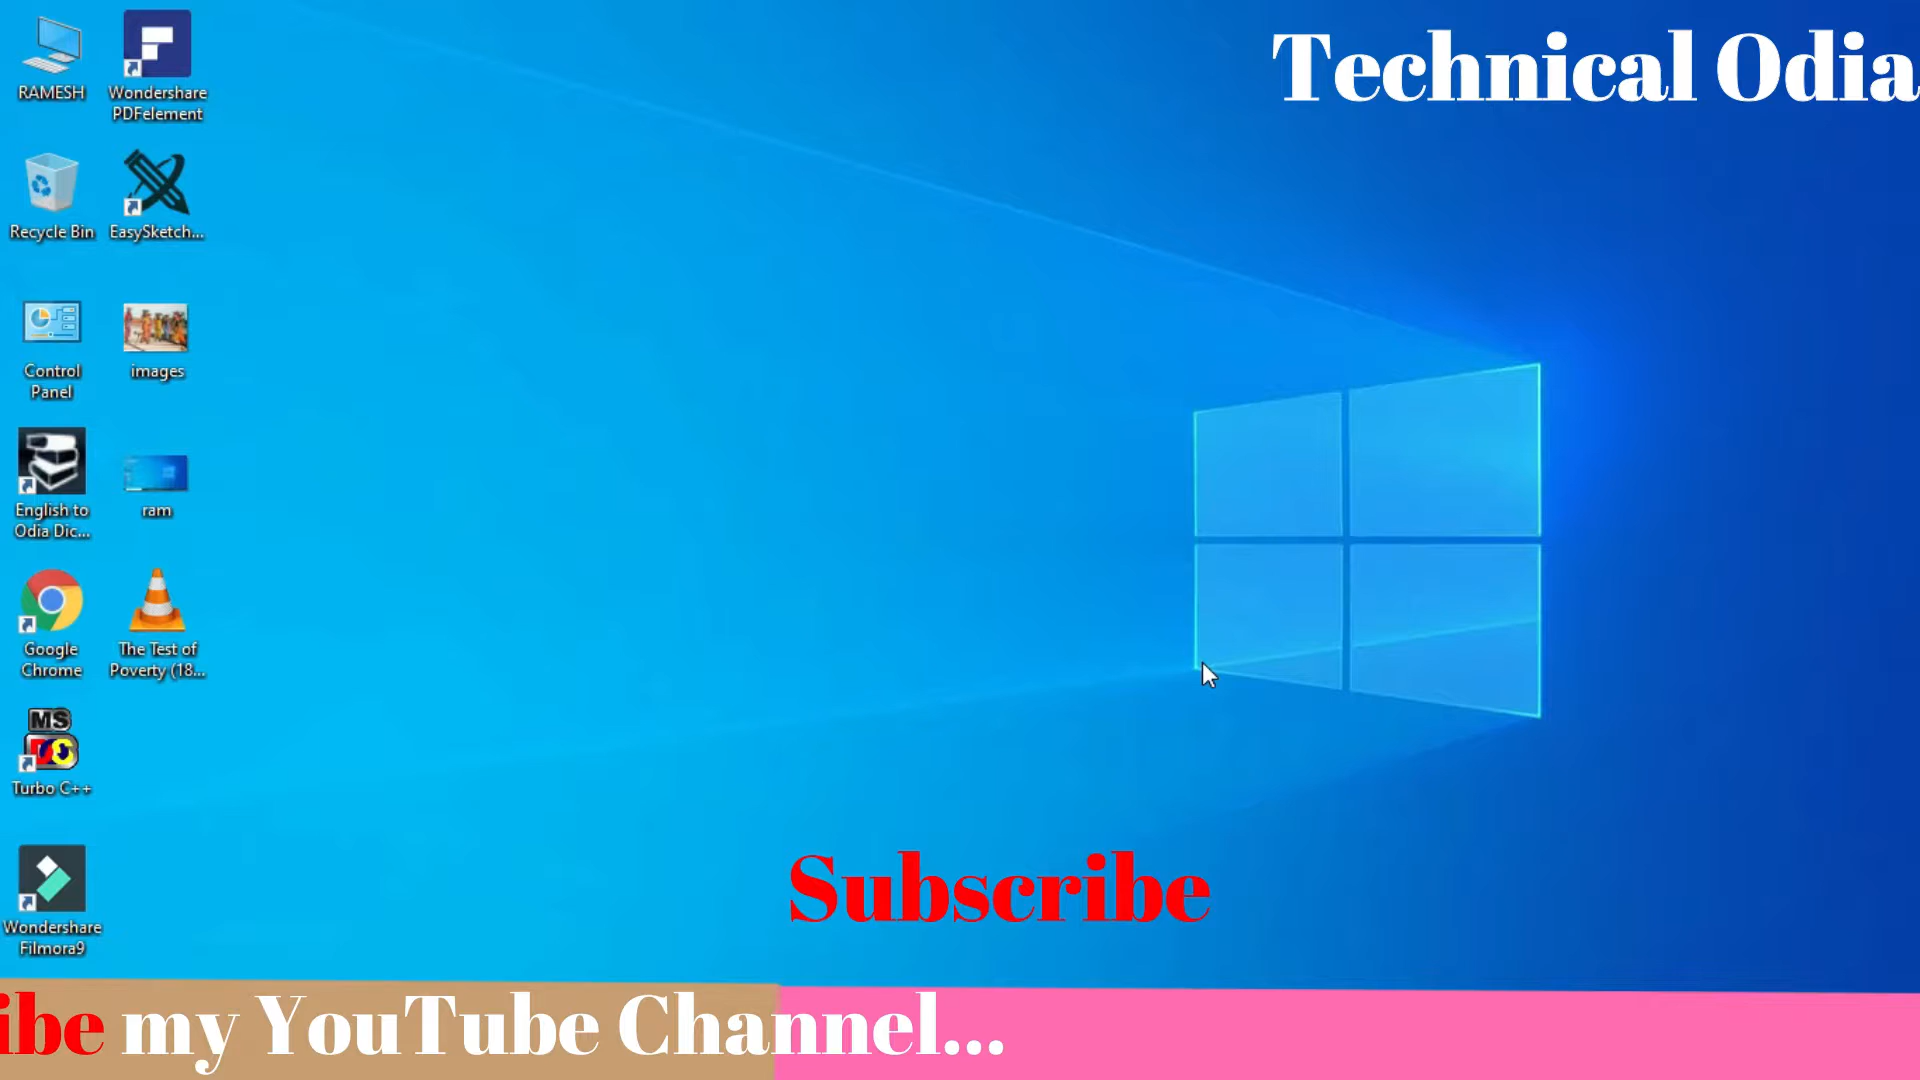 Technical Odia
RAMESH
Wondershare
PDFelement
Recycle Bin
EasySketch...
Control
Panel
images
English to
Odia Dic...
ram
Google
Chrome
The Test of
Poverty (18...
MS
Turbo C++
Wondershare
Filmora9
Subscribe
ibe my YouTube Channel...